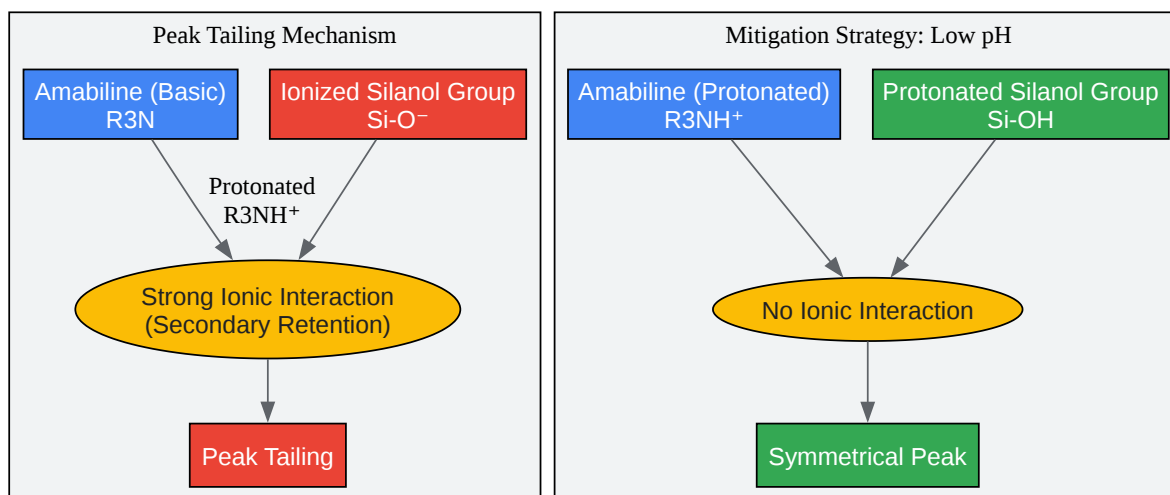 Peak Tailing Mechanism
Amabiline (Basic)
R3N
Ionized Silanol Group
Si-O⁻
Protonated
R3NH⁺
Strong Ionic Interaction
(Secondary Retention)
Peak Tailing
Mitigation Strategy: Low pH
Amabiline (Protonated)
R3NH⁺
Protonated Silanol Group
Si-OH
No Ionic Interaction
Symmetrical Peak